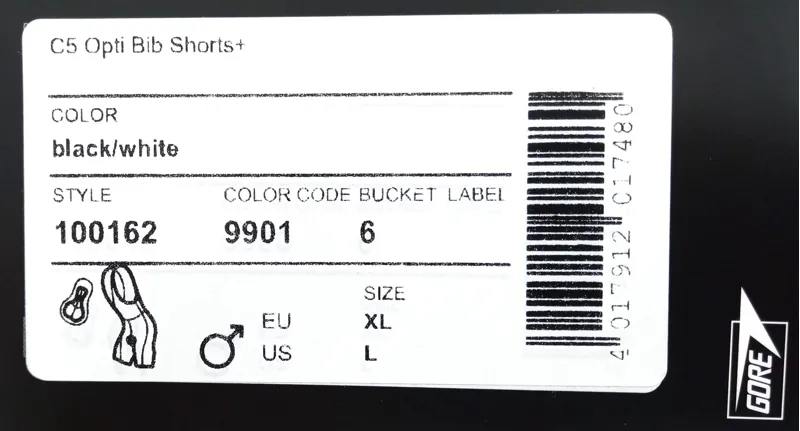 C5 Opti Bib Shorts+
COLOR
black/white
STYLE COLOR CODE BUCKET LABEL
100162 9901 6
SIZE
EU XL
US L
4 017912 017480
GORE